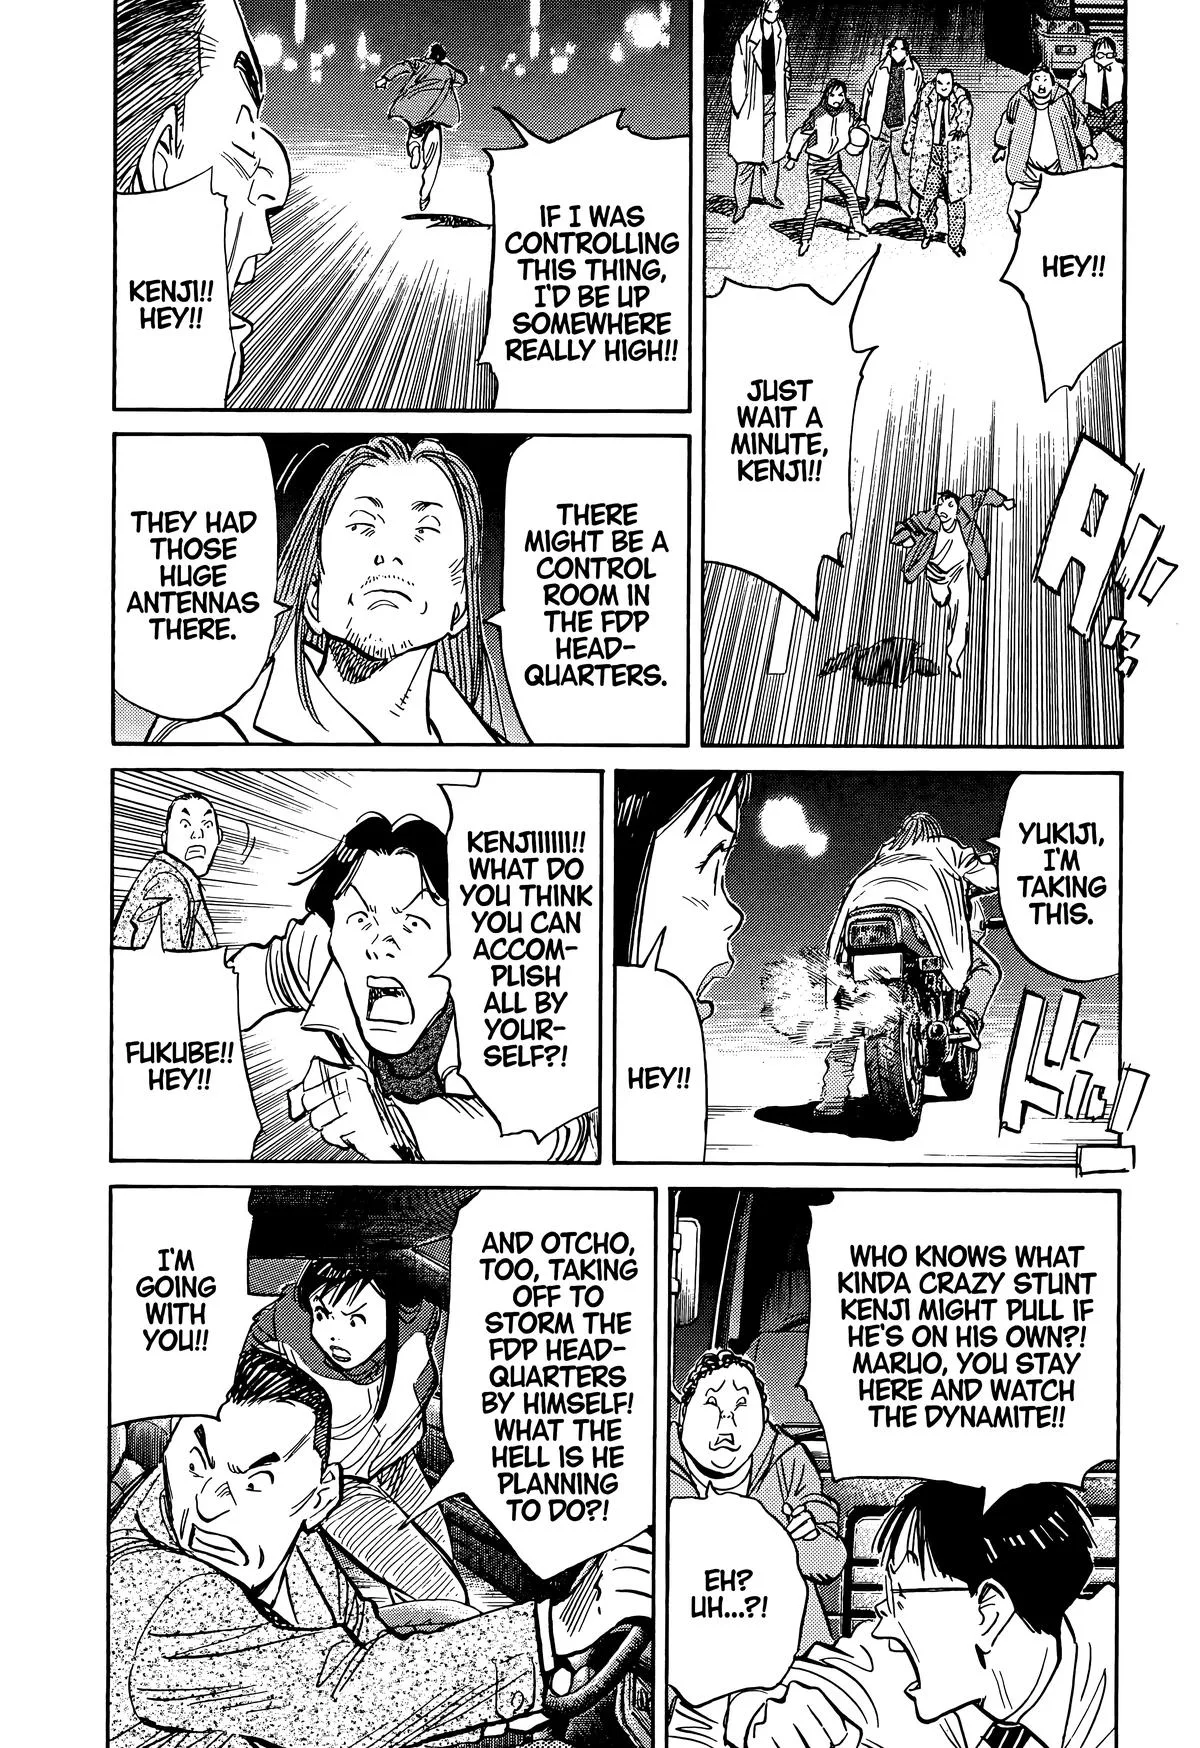 HEY!!
JUST
WAIT A
MINUTE,
KENJI!!
ダッ
IF I WAS
CONTROLLING
THIS THING,
I'D BE UP
SOMEWHERE
REALLY HIGH!!
KENJI!!
HEY!!
THERE
MIGHT BE A
CONTROL
ROOM IN
THE FDP
HEAD-
QUARTERS.
THEY HAD
THOSE
HUGE
ANTENNAS
THERE.
YUKIJI,
I'M
TAKING
THIS.
HEY!!
KENJIIIIII!!
WHAT DO
YOU THINK
YOU CAN
ACCOM-
PLISH
ALL BY
YOUR-
SELF?!
FUKUBE!!
HEY!!
WHO KNOWS WHAT
KINDA CRAZY STUNT
KENJI MIGHT PULL IF
HE'S ON HIS OWN?!
MARUO, YOU STAY
HERE AND WATCH
THE DYNAMITE!!
EH?
UH...?!
AND OTCHO,
TOO, TAKING
OFF TO
STORM THE
FDP HEAD-
QUARTERS
BY HIMSELF!
WHAT THE
HELL IS HE
PLANNING
TO DO?!
I'M
GOING
WITH
YOU!!